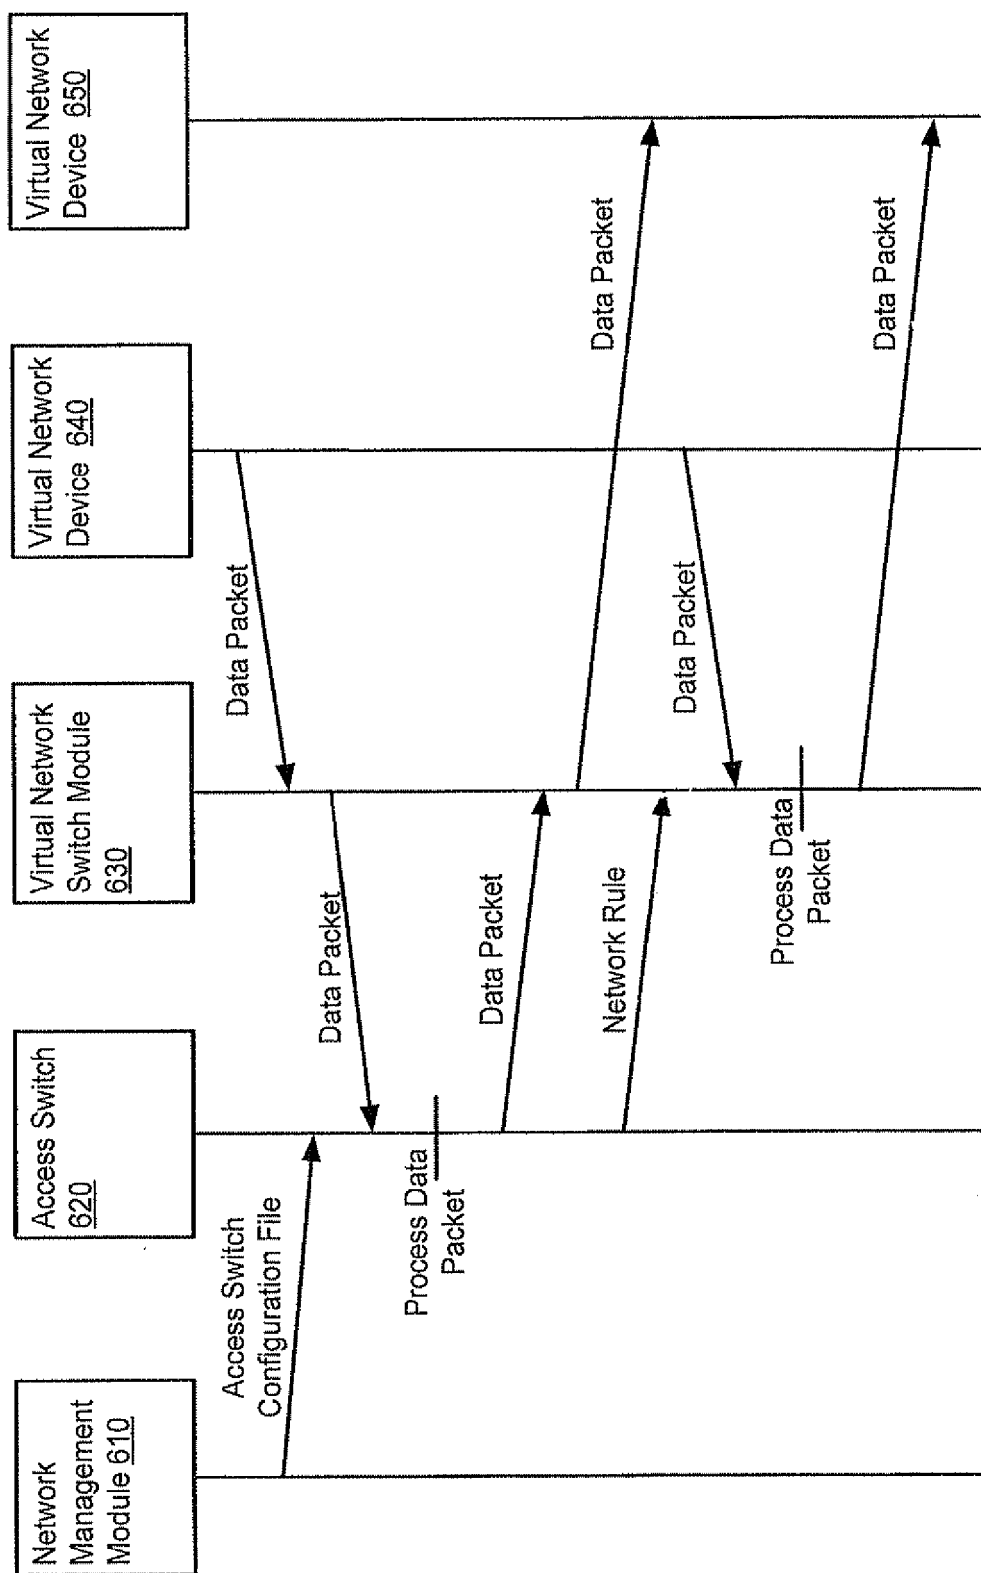 Network
Management
Module 610
Access Switch
620
Virtual Network
Switch Module
630
Virtual Network
Device 640
Virtual Network
Device 650
Access Switch
Configuration File
Data Packet
Data Packet
Process Data
Packet
Data Packet
Data Packet
Network Rule
Data Packet
Process Data
Packet
Data Packet